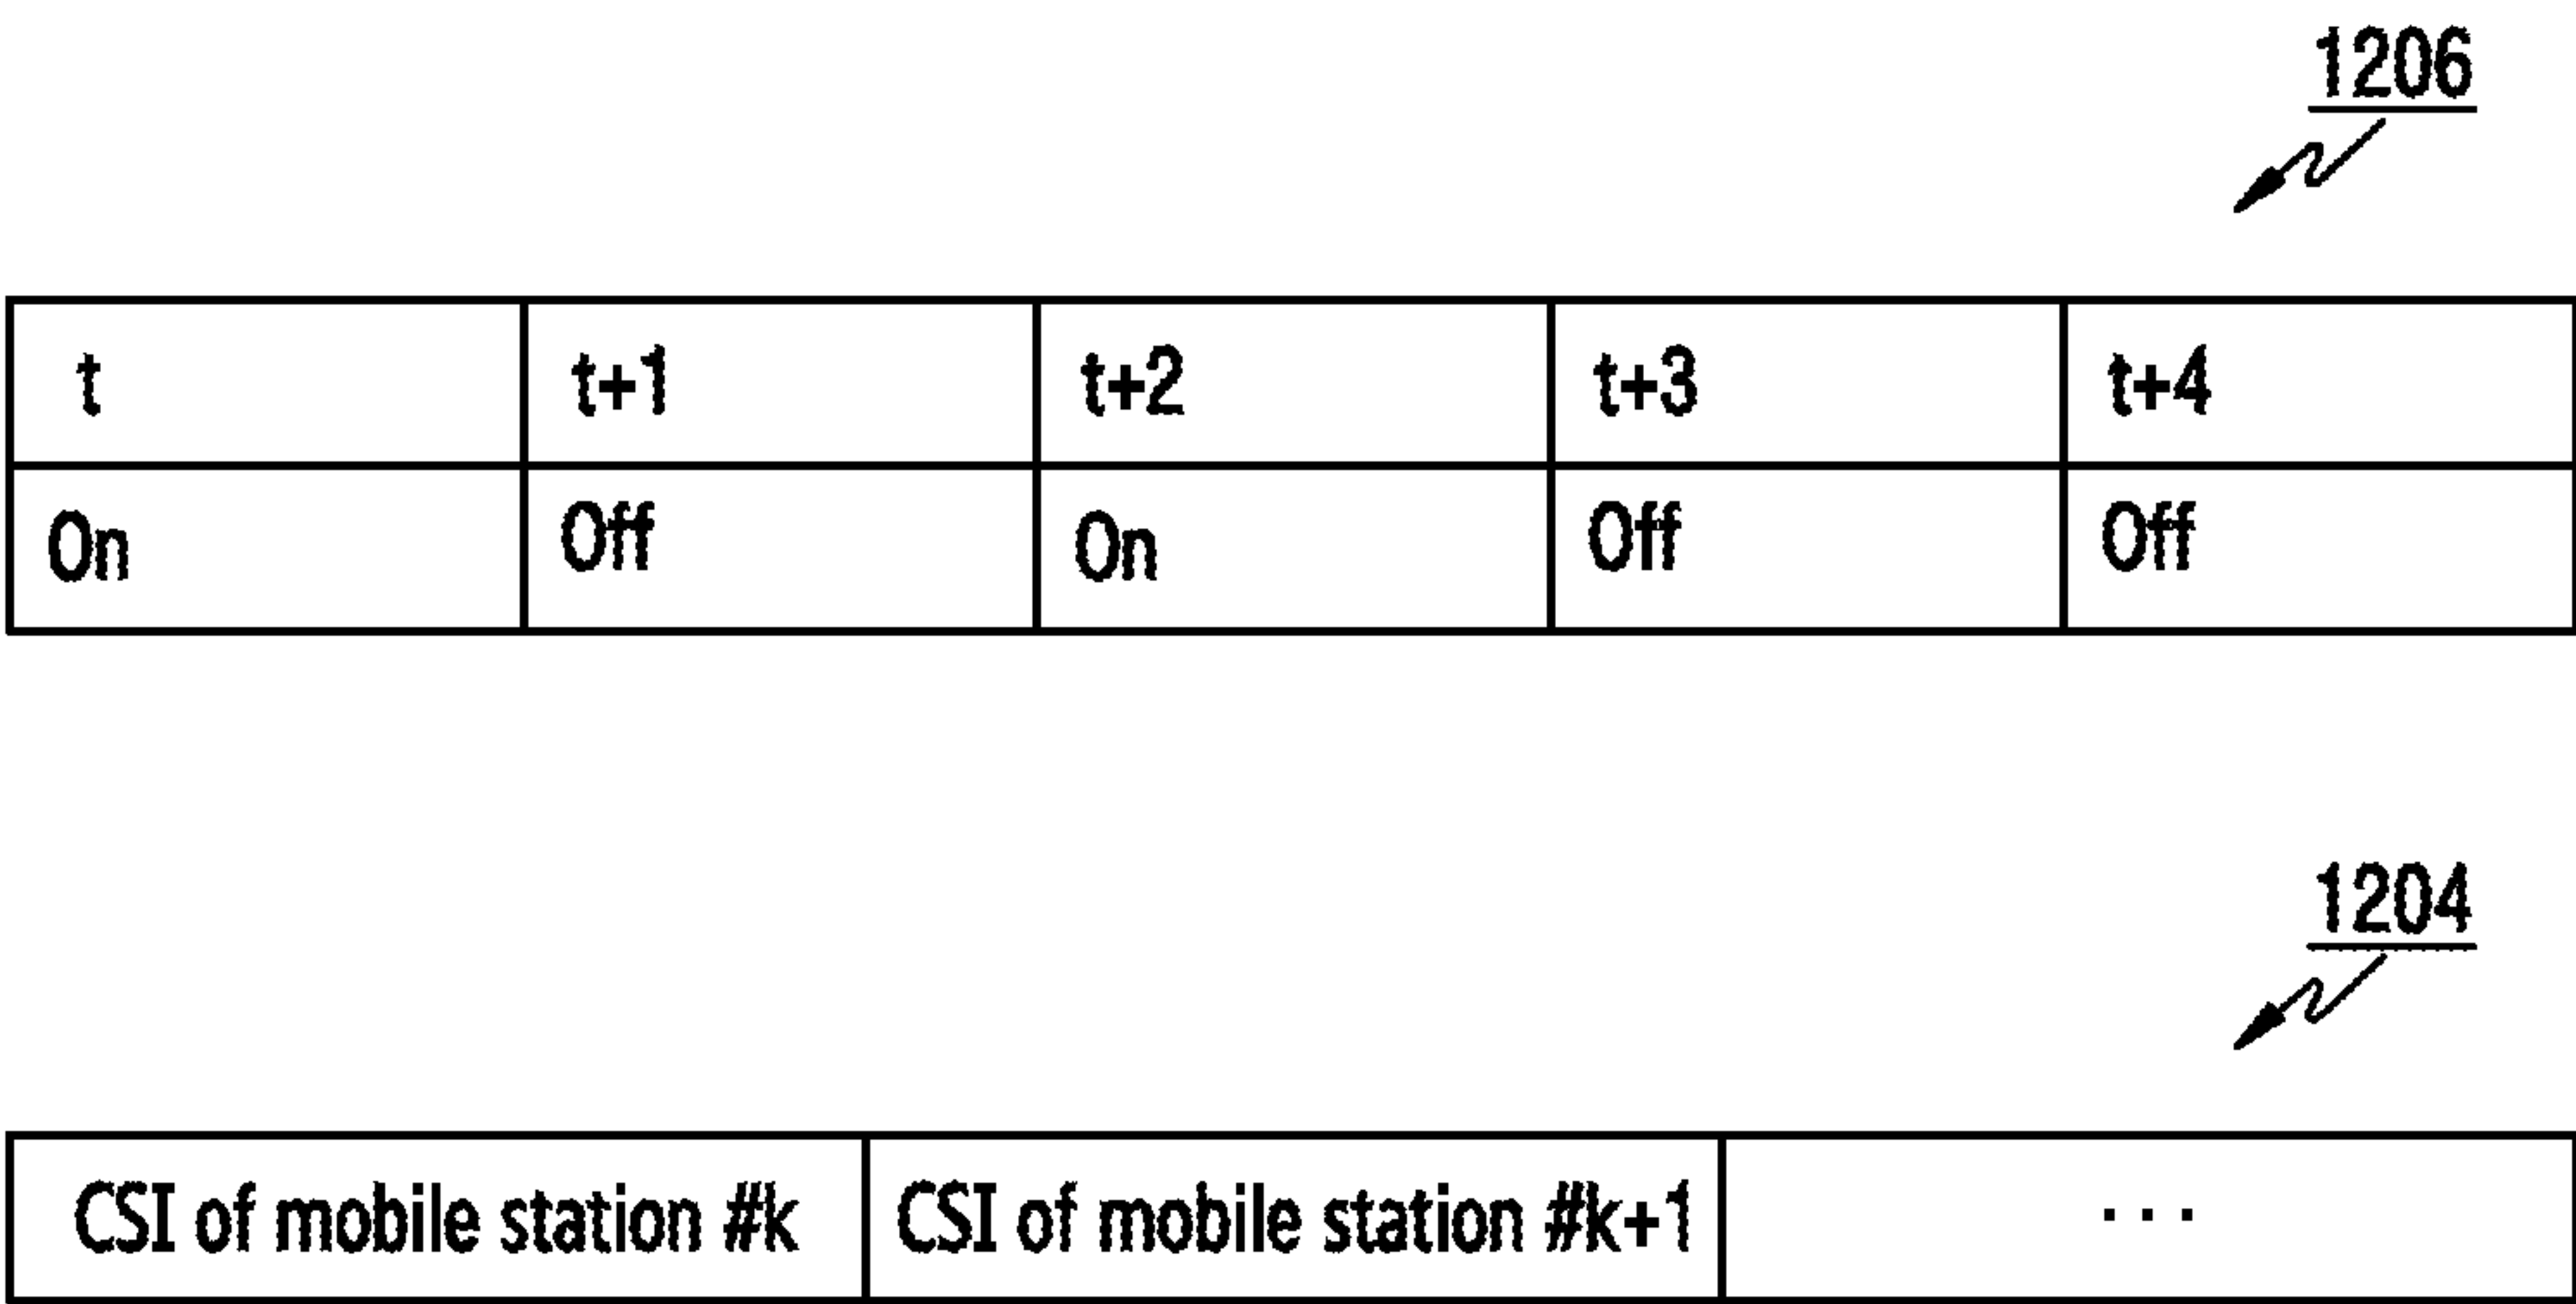 1206
t t+1 t+2 t+3 t+4
On Off On Off Off
1204
CSI of mobile station #k CSI of mobile station #k+1 ...